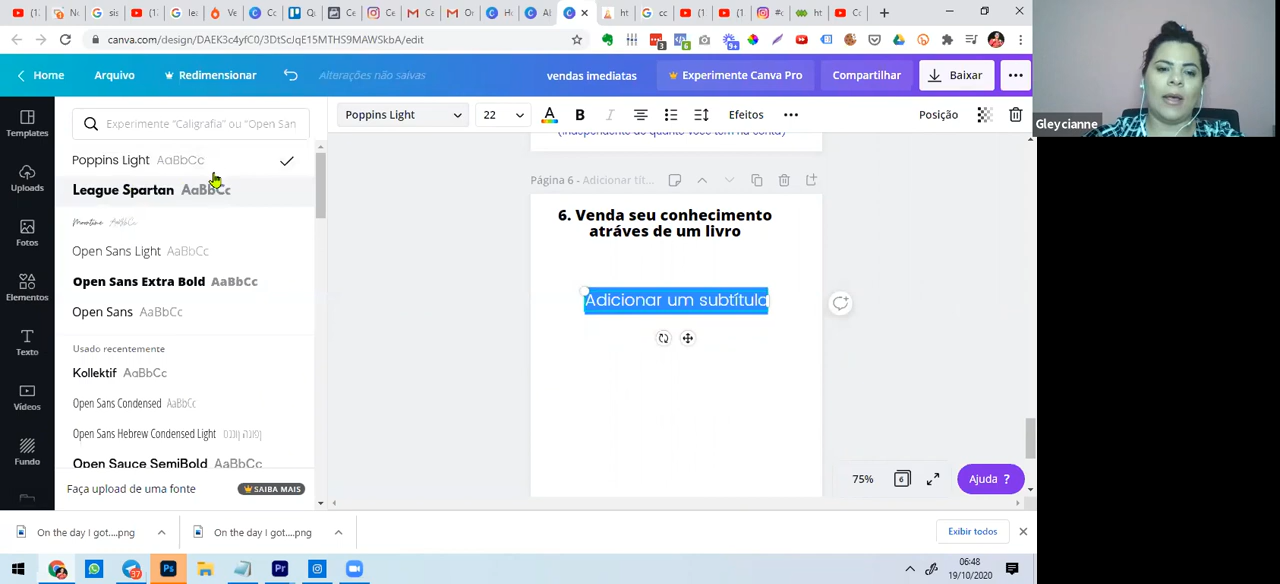 canva.com/design/DAEK3c4yfC0/3DtScJqE15MTHS9MAWSkbA/edit
Home
Arquivo
Redimensionar
Alterações não salvas
vendas imediatas
Experimente Canva Pro
Compartilhar
Baixar
Templates
Uploads
Fotos
Elementos
Texto
Vídeos
Fundo
Experimente "Caligrafia" ou "Open San
Poppins Light AaBbCc
League Spartan AaBbCc
Open Sans Light AaBbCc
Open Sans Extra Bold AaBbCc
Open Sans AaBbCc
Usado recentemente
Kollektif AaBbCc
Open Sans Condensed AaBbCc
Open Sans Hebrew Condensed Light
Open Sauce SemiBold AaBbCc
Faça upload de uma fonte
SAIBA MAIS
Poppins Light
22
A
B
I
Efeitos
Posição
(independente do quanto você tem na conta)
Página 6 - Adicionar tít...
6. Venda seu conhecimento
atráves de um livro
Adicionar um subtítulo
75%
6
Ajuda ?
Gleycianne
On the day I got....png
On the day I got....png
Exibir todos
06:48
19/10/2020